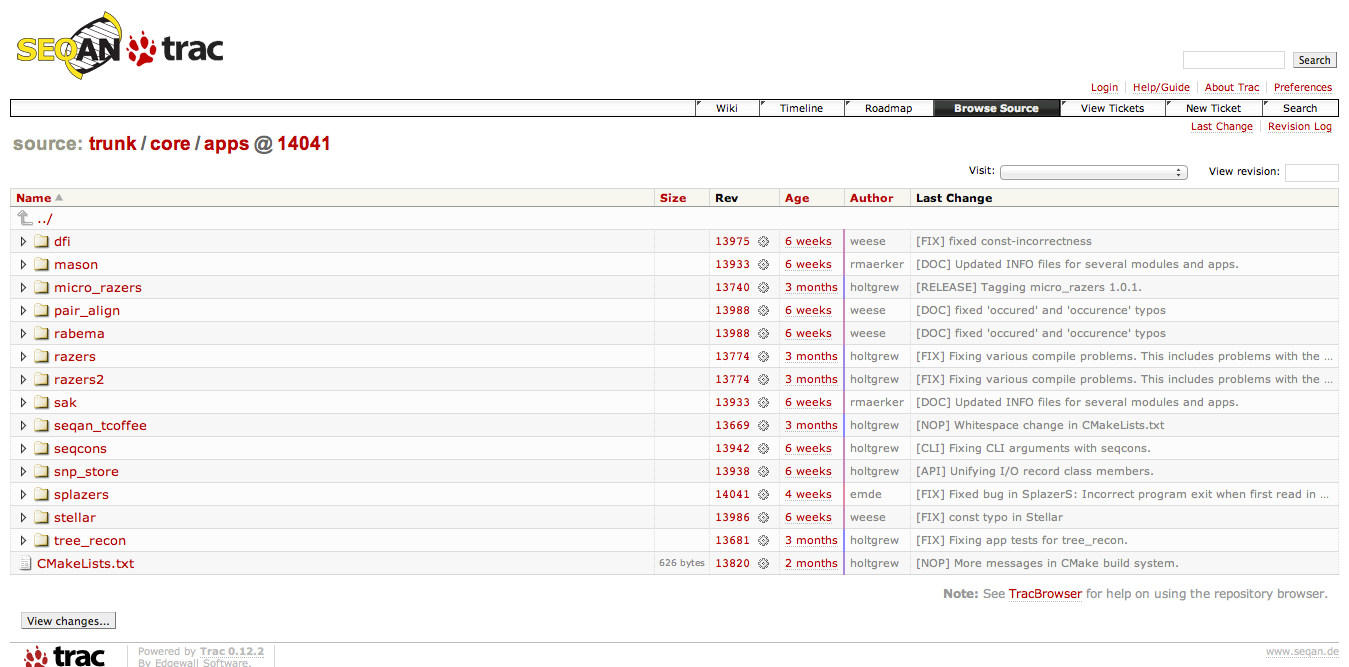 SEQAN trac
Search
Login Help/Guide About Trac Preferences
Wiki Timeline Roadmap Browse Source View Tickets New Ticket Search
Last Change Revision Log
source: trunk / core / apps @ 14041
Visit: View revision:
Name Size Rev Age Author Last Change
../
dfi 13975 6 weeks weese [FIX] fixed const-incorrectness
mason 13933 6 weeks rmaerker [DOC] Updated INFO files for several modules and apps.
micro_razers 13740 3 months holtgrew [RELEASE] Tagging micro_razers 1.0.1.
pair_align 13988 6 weeks weese [DOC] fixed 'occured' and 'occurence' typos
rabema 13988 6 weeks weese [DOC] fixed 'occured' and 'occurence' typos
razers 13774 3 months holtgrew [FIX] Fixing various compile problems. This includes problems with the ...
razers2 13774 3 months holtgrew [FIX] Fixing various compile problems. This includes problems with the ...
sak 13933 6 weeks rmaerker [DOC] Updated INFO files for several modules and apps.
seqan_tcoffee 13669 3 months holtgrew [NOP] Whitespace change in CMakeLists.txt
seqcons 13942 6 weeks holtgrew [CLI] Fixing CLI arguments with seqcons.
snp_store 13938 6 weeks holtgrew [API] Unifying I/O record class members.
splazers 14041 4 weeks emde [FIX] Fixed bug in SplazerS: Incorrect program exit when first read in ...
stellar 13986 6 weeks weese [FIX] const typo in Stellar
tree_recon 13681 3 months holtgrew [FIX] Fixing app tests for tree_recon.
CMakeLists.txt 626 bytes 13820 2 months holtgrew [NOP] More messages in CMake build system.
Note: See TracBrowser for help on using the repository browser.
View changes...
trac Powered by Trac 0.12.2 www.seqan.de
By Edgewall Software.